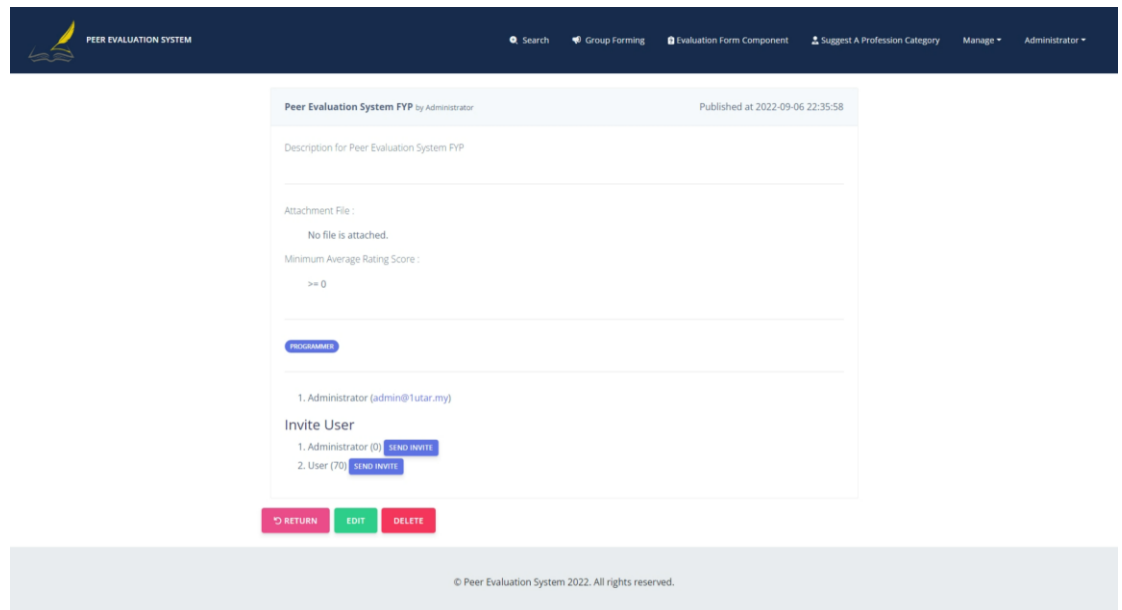 PEER EVALUATION SYSTEM Search Group Forming Evaluation Form Component Suggest A Profession Category Manage Administrator
Peer Evaluation System FYP by Administrator Published at 2022-09-06 22:35:58
Description for Peer Evaluation System FYP
Attachment File :
No file is attached.
Minimum Average Rating Score :
>= 0
PROGRAMMER
1. Administrator (admin@1utar.my)
Invite User
1. Administrator (0) SEND INVITE
2. User (70) SEND INVITE
RETURN EDIT DELETE
© Peer Evaluation System 2022. All rights reserved.